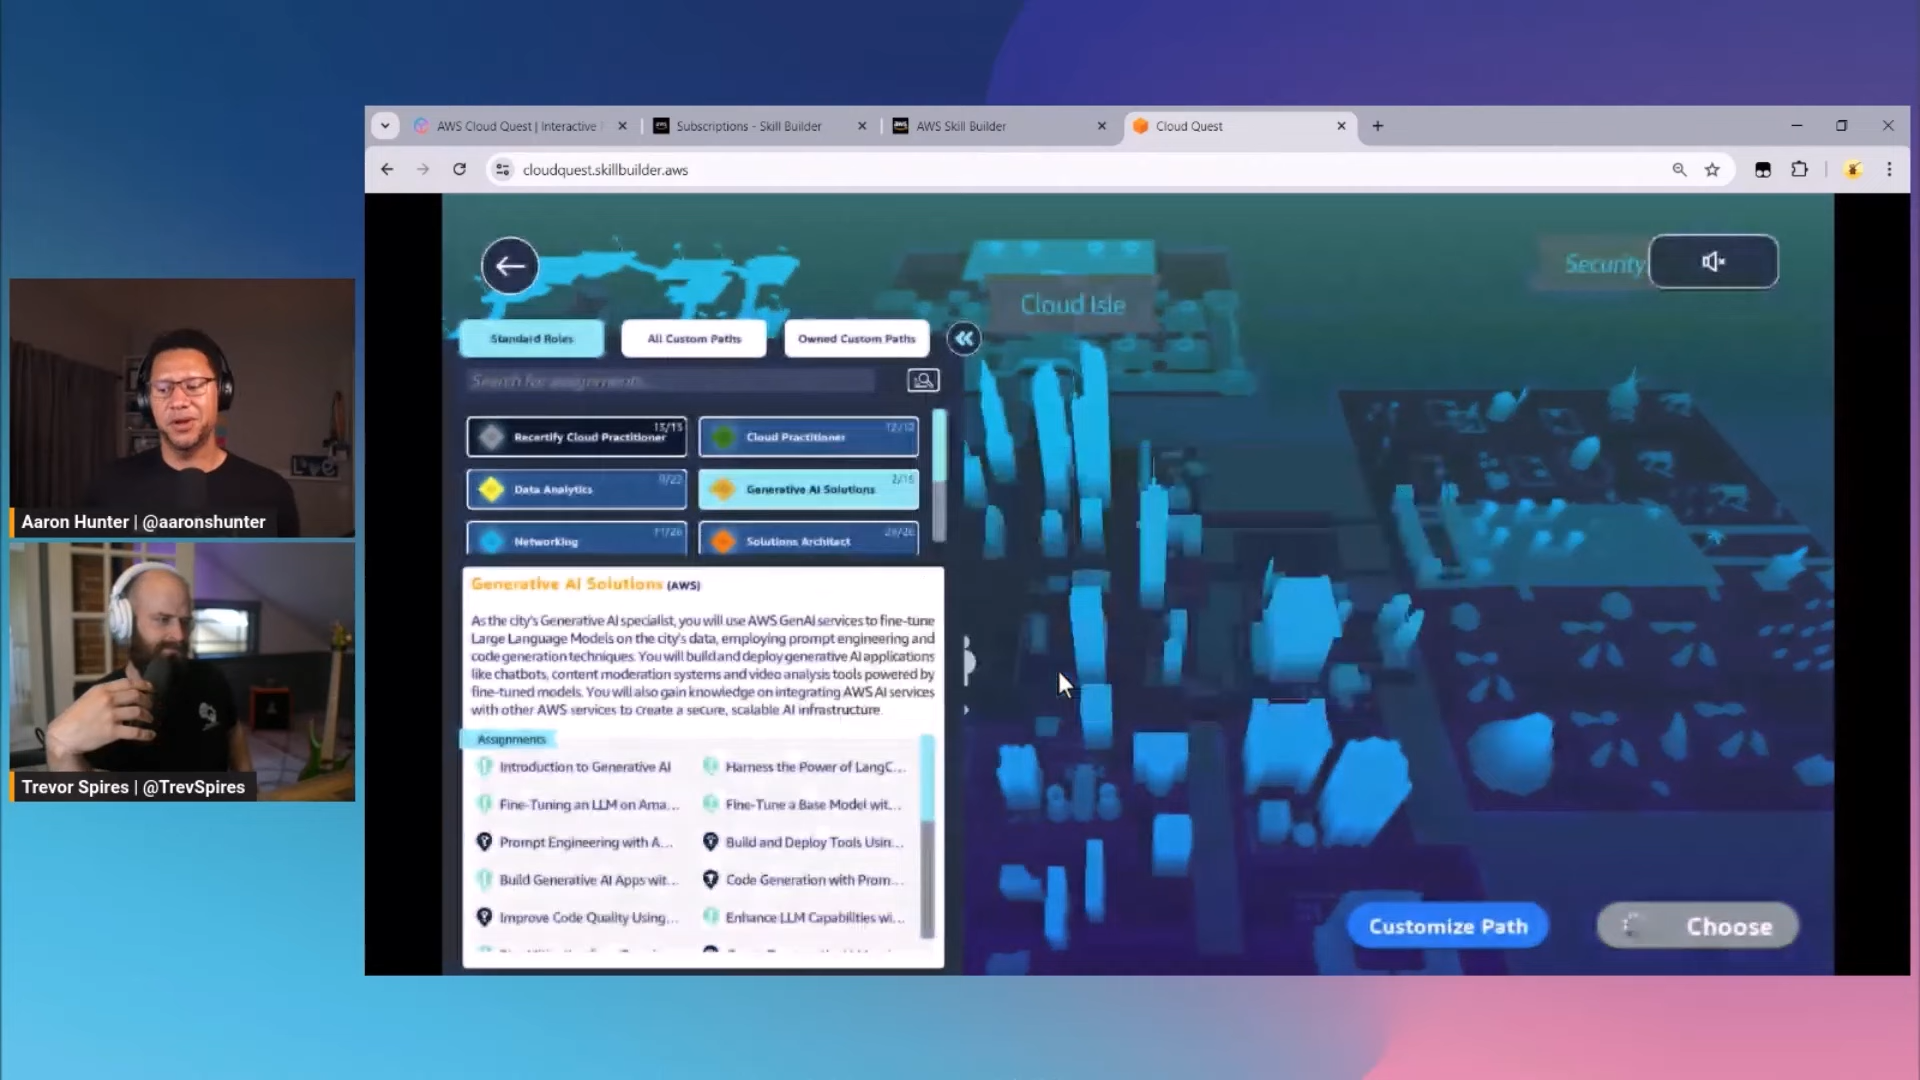 AWS Cloud Quest | Interactive
Subscriptions - Skill Builder
AWS Skill Builder
Cloud Quest
cloudquest.skillbuilder.aws
Cloud Isle
Security
Standard Roles
All Custom Paths
Owned Custom Paths
Search for assignments...
Recertify Cloud Practitioner
13/13
Cloud Practitioner
Data Analytics
Generative AI Solutions
2/16
Networking
Solutions Architect
Generative AI Solutions (AWS)
As the city's Generative AI specialist, you will use AWS GenAI services to fine-tune
Large Language Models on the city's data, employing prompt engineering and
code generation techniques. You will build and deploy generative AI applications
like chatbots, content moderation systems and video analysis tools powered by
fine-tuned models. You will also gain knowledge on integrating AWS AI services
with other AWS services to create a secure, scalable AI infrastructure.
Assignments
Introduction to Generative AI
Harness the Power of LangC...
Fine-Tuning an LLM on Ama...
Fine-Tune a Base Model wit...
Prompt Engineering with A...
Build and Deploy Tools Usin...
Build Generative AI Apps wit...
Code Generation with Prom...
Improve Code Quality Using...
Enhance LLM Capabilities wi...
Customize Path
Choose
Aaron Hunter | @aaronshunter
Trevor Spires | @TrevSpires